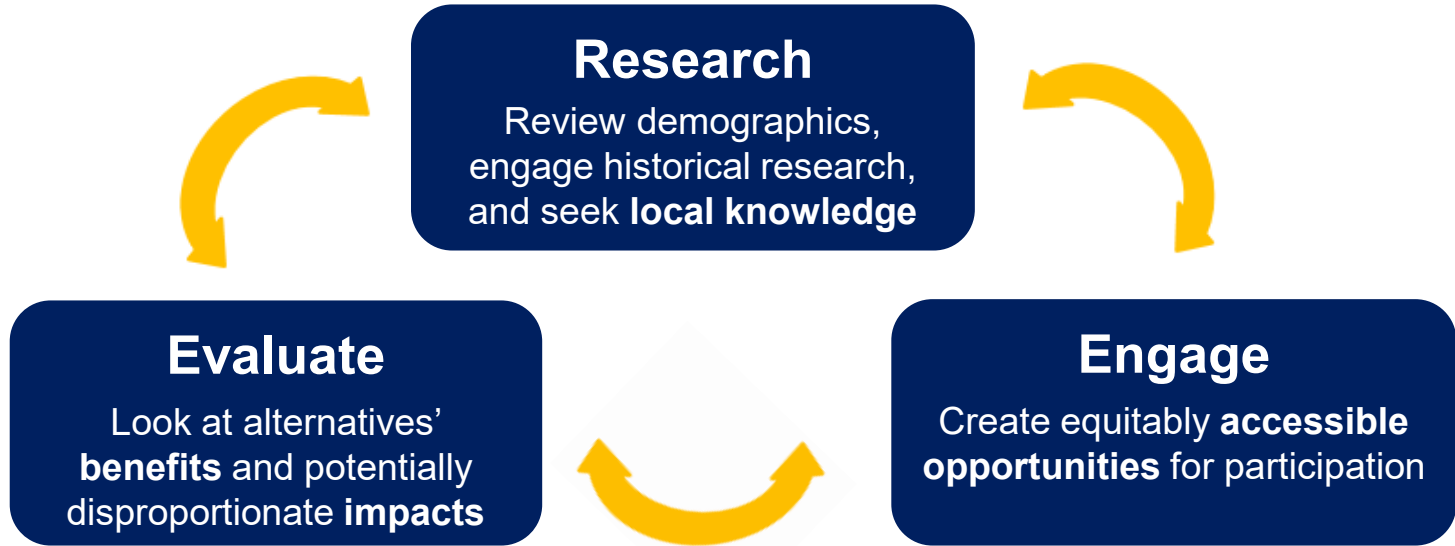 Research
Review demographics,
engage historical research,
and seek local knowledge
Evaluate
Look at alternatives’
benefits and potentially
disproportionate impacts
Engage
Create equitably accessible
opportunities for participation